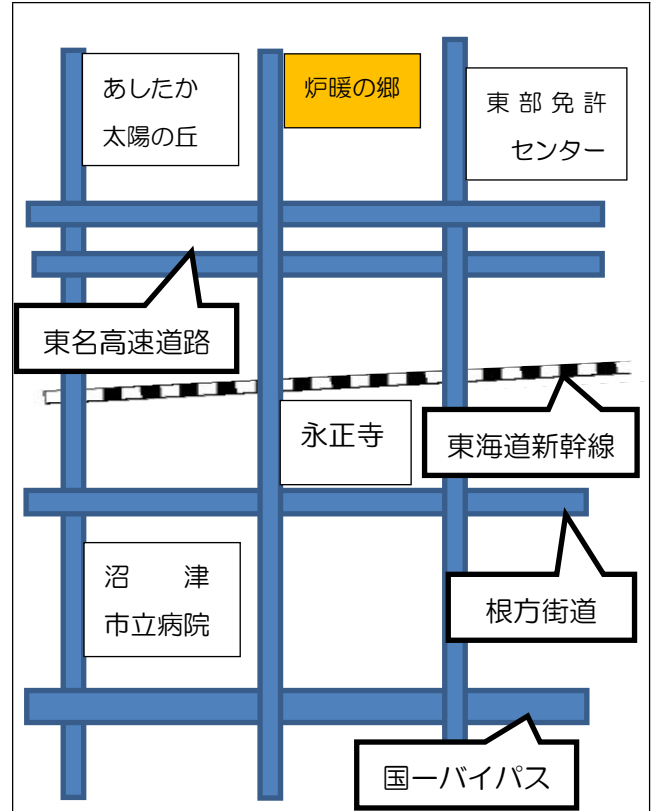 あしたか
太陽の丘
炉暖の郷
東部免許
センター
東名高速道路
永正寺
東海道新幹線
沼　津
市立病院
根方街道
国一バイパス